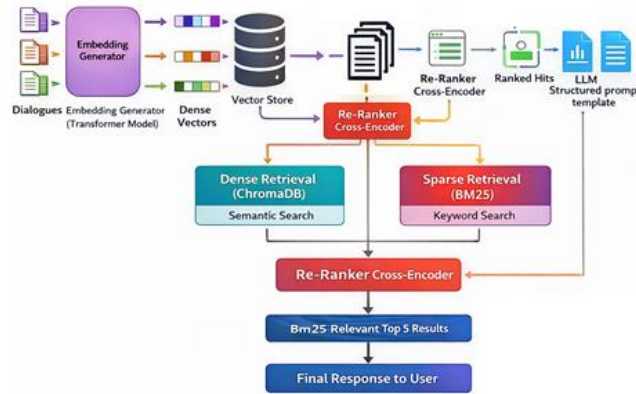 Embedding
Generator
Dialogues
Embedding Generator
(Transformer Model)
Dense
Vectors
Vector Store
Re-Ranker
Cross-Encoder
Ranked Hits
LLM
Structured promp
template
Re-Ranker
Cross-Encoder
Dense Retrieval
(ChromaDB)
Semantic Search
Sparse Retrieval
(BM25)
Keyword Search
Re-Ranker Cross-Encoder
Bm25 Relevant Top 5 Results
Final Response to User